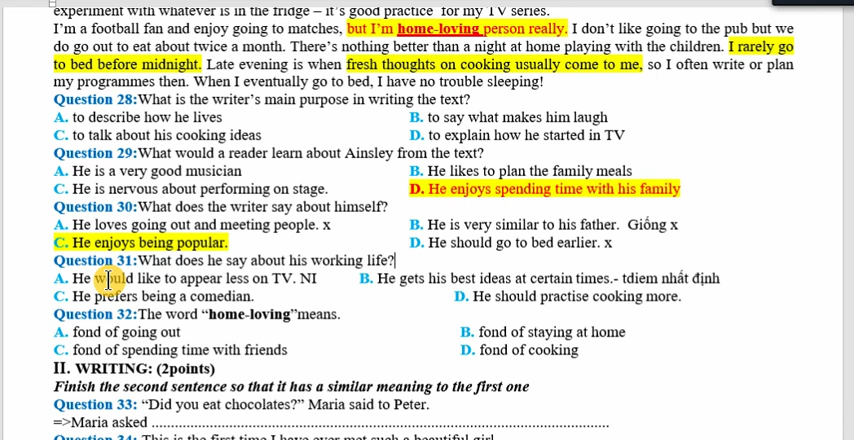 experiment with whatever is in the fridge – it's good practice for my TV series.
I'm a football fan and enjoy going to matches, but I'm home-loving person really. I don't like going to the pub but we
do go out to eat about twice a month. There's nothing better than a night at home playing with the children. I rarely go
to bed before midnight. Late evening is when fresh thoughts on cooking usually come to me, so I often write or plan
my programmes then. When I eventually go to bed, I have no trouble sleeping!
Question 28:What is the writer's main purpose in writing the text?
A. to describe how he lives B. to say what makes him laugh
C. to talk about his cooking ideas D. to explain how he started in TV
Question 29:What would a reader learn about Ainsley from the text?
A. He is a very good musician B. He likes to plan the family meals
C. He is nervous about performing on stage. D. He enjoys spending time with his family
Question 30:What does the writer say about himself?
A. He loves going out and meeting people. x B. He is very similar to his father. Giống x
C. He enjoys being popular. D. He should go to bed earlier. x
Question 31:What does he say about his working life?
A. He would like to appear less on TV. NI B. He gets his best ideas at certain times.- tdiem nhất định
C. He prefers being a comedian. D. He should practise cooking more.
Question 32:The word “home-loving”means.
A. fond of going out B. fond of staying at home
C. fond of spending time with friends D. fond of cooking
II. WRITING: (2points)
Finish the second sentence so that it has a similar meaning to the first one
Question 33: “Did you eat chocolates?” Maria said to Peter.
=>Maria asked
Question 34: This is the first time I have ever met such a beautiful girl